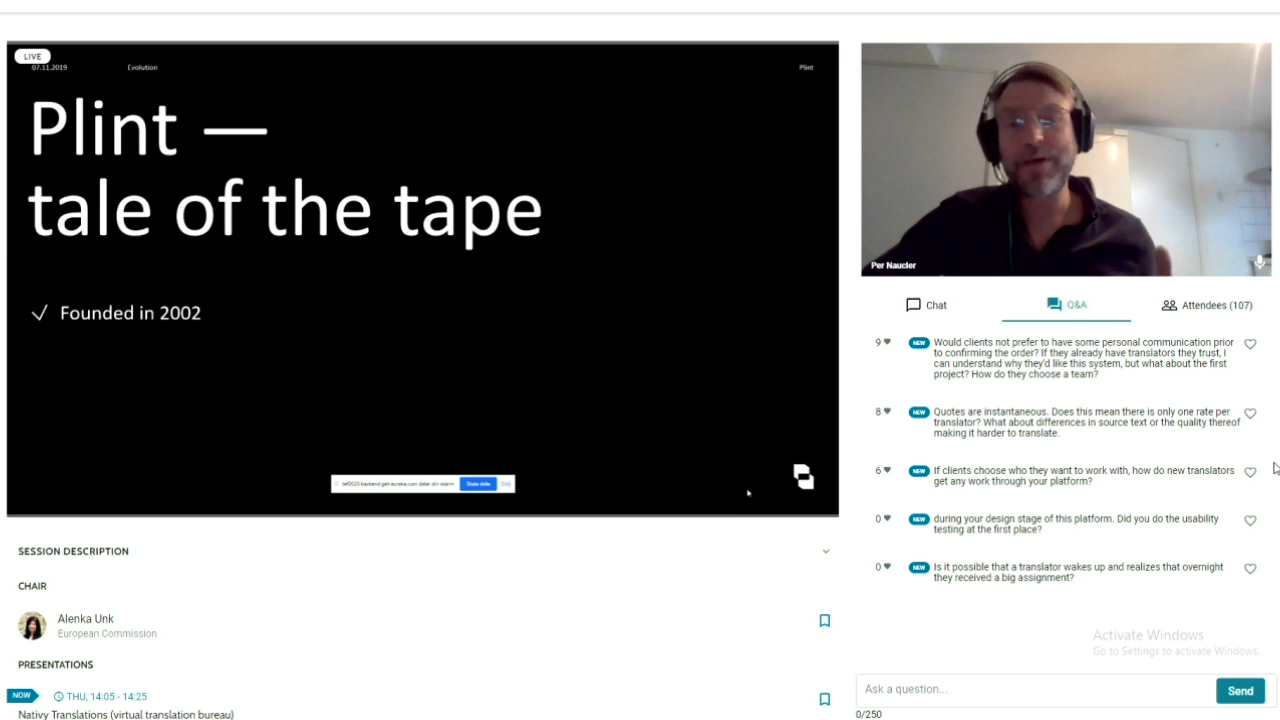 LIVE
07.11.2019
Evolution
Plint
Plint —
tale of the tape
✓ Founded in 2002
Per Naucler
Chat
Q&A
Attendees (107)
9
NEW
Would clients not prefer to have some personal communication prior
to confirming the order? If they already have translators they trust, I
can understand why they'd like this system, but what about the first
project? How do they choose a team?
8
NEW
Quotes are instantaneous. Does this mean there is only one rate per
translator? What about differences in source text or the quality thereof
making it harder to translate.
6
NEW
If clients choose who they want to work with, how do new translators
get any work through your platform?
0
NEW
during your design stage of this platform. Did you do the usability
testing at the first place?
0
NEW
Is it possible that a translator wakes up and realizes that overnight
they received a big assignment?
Activate Windows
Go to Settings to activate Windows.
Ask a question...
Send
0/250
SESSION DESCRIPTION
CHAIR
Alenka Unk
European Commission
PRESENTATIONS
NOW
THU, 14:05 - 14:25
Nativy Translations (virtual translation bureau)